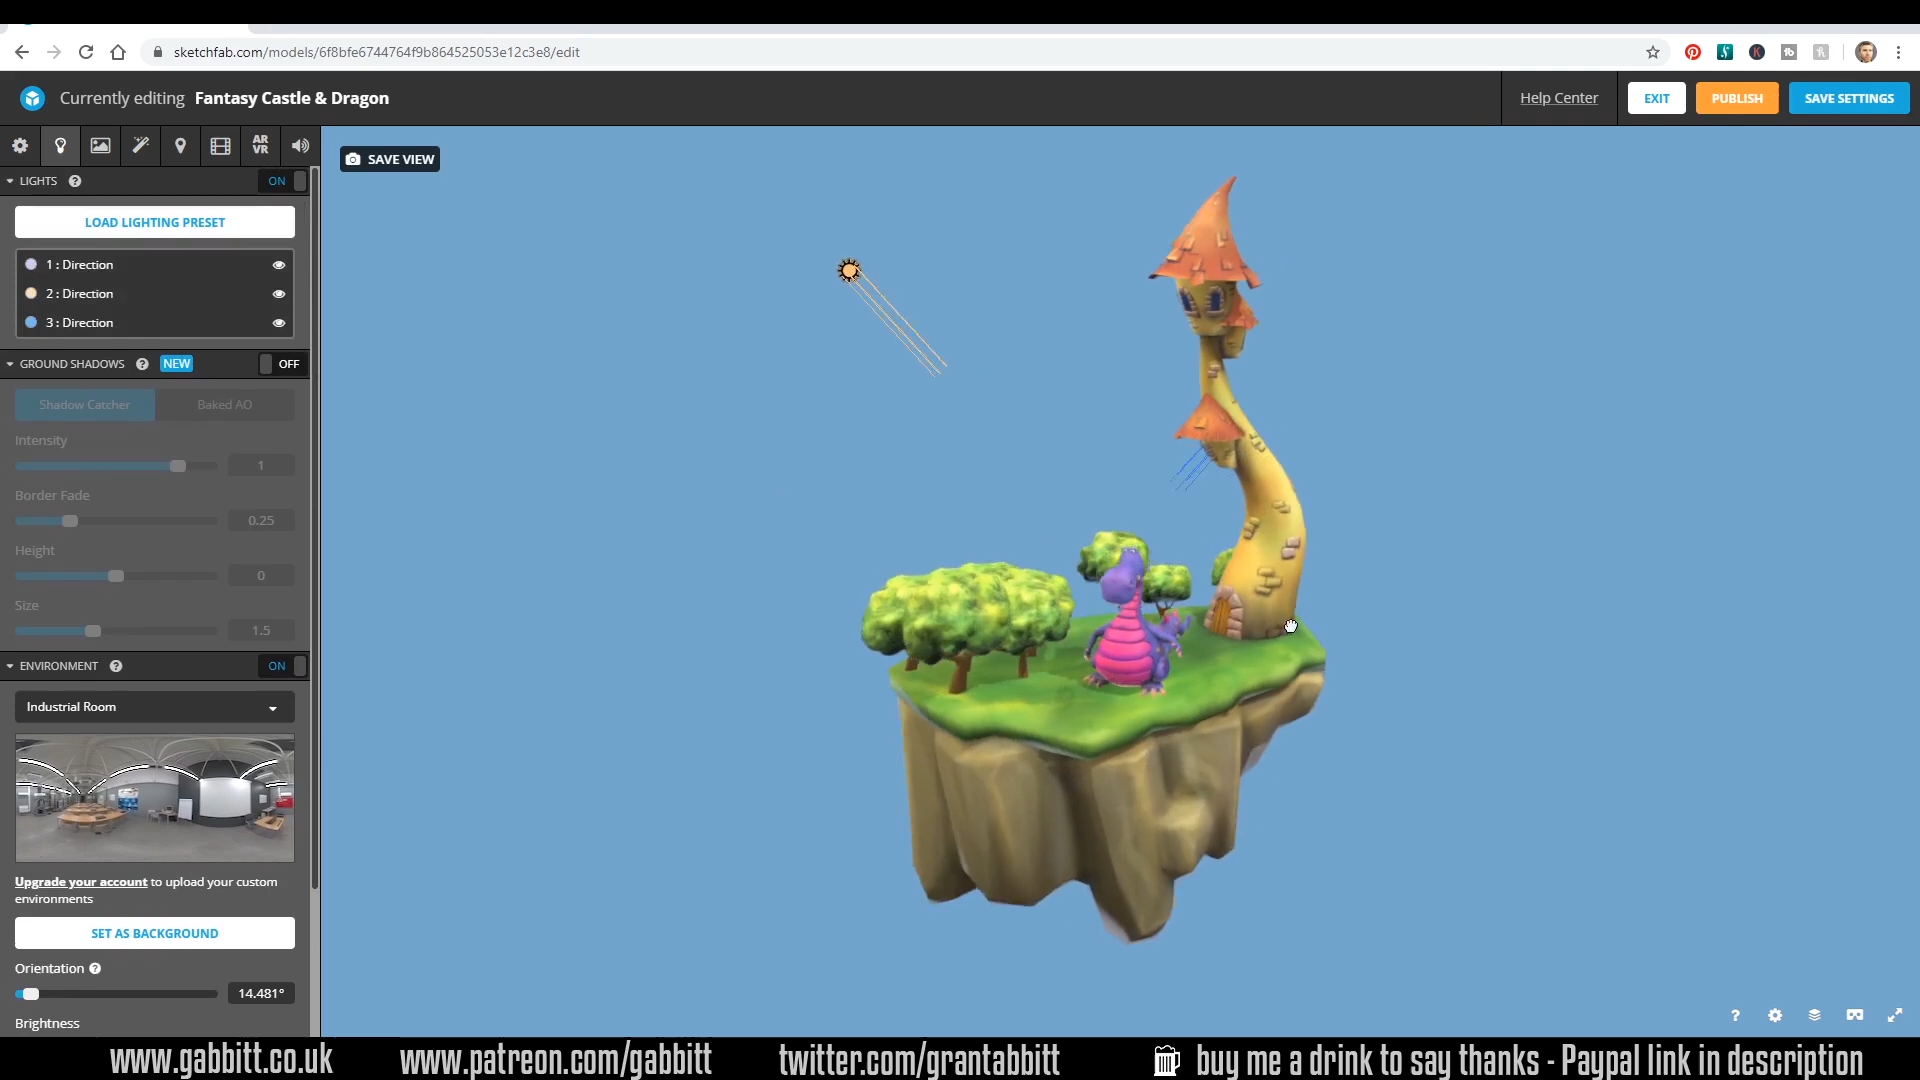 sketchfab.com/models/6f8bfe6744764f9b864525053e12c3e8/edit
Currently editing Fantasy Castle & Dragon
Help Center
EXIT
PUBLISH
SAVE SETTINGS
AR
VR
SAVE VIEW
LIGHTS ? ON
LOAD LIGHTING PRESET
1 : Direction
2 : Direction
3 : Direction
GROUND SHADOWS ? NEW OFF
Shadow Catcher Baked AO
Intensity
1
Border Fade
0.25
Height
0
Size
1.5
ENVIRONMENT ? ON
Industrial Room
Upgrade your account to upload your custom
environments
SET AS BACKGROUND
Orientation ?
14.481°
Brightness
?
www.gabbitt.co.uk www.patreon.com/gabbitt twitter.com/grantabbitt buy me a drink to say thanks - Paypal link in description